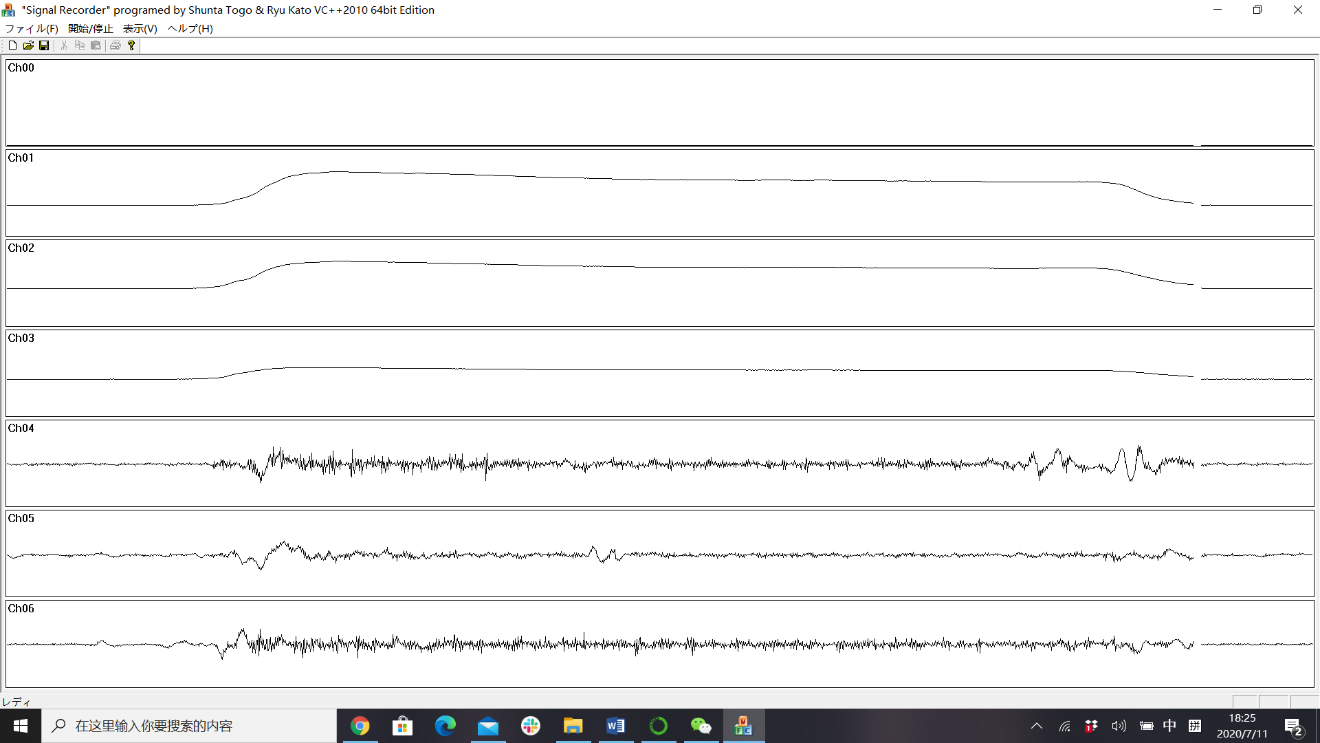 "Signal Recorder" programed by Shunta Togo & Ryu Kato VC++2010 64bit Edition
ファイル(F) 開始/停止 表示(V) ヘルプ(H)
Ch00
Ch01
Ch02
Ch03
Ch04
Ch05
Ch06
レディ
在这里输入你要搜索的内容
中 拼
18:25
2020/7/11
2